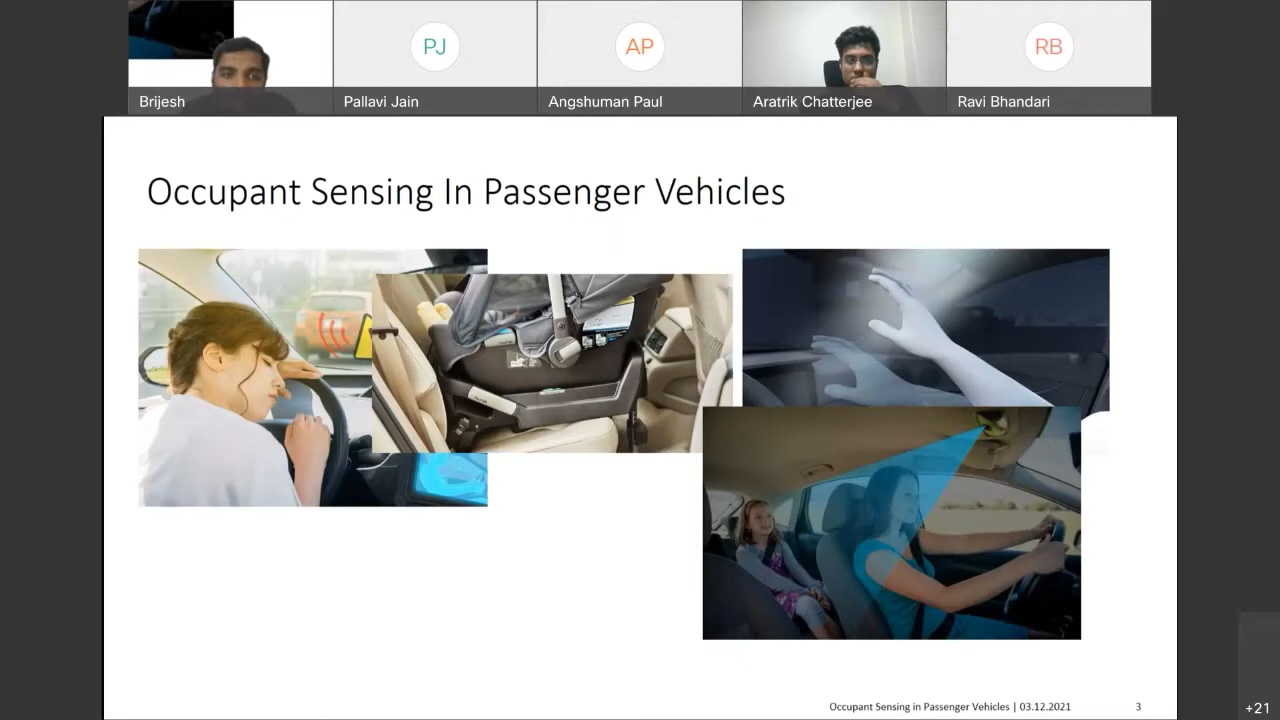 PJ
AP
RB
Brijesh
Pallavi Jain
Angshuman Paul
Aratrik Chatterjee
Ravi Bhandari
Occupant Sensing In Passenger Vehicles
Occupant Sensing in Passenger Vehicles | 03.12.2021
3
+21